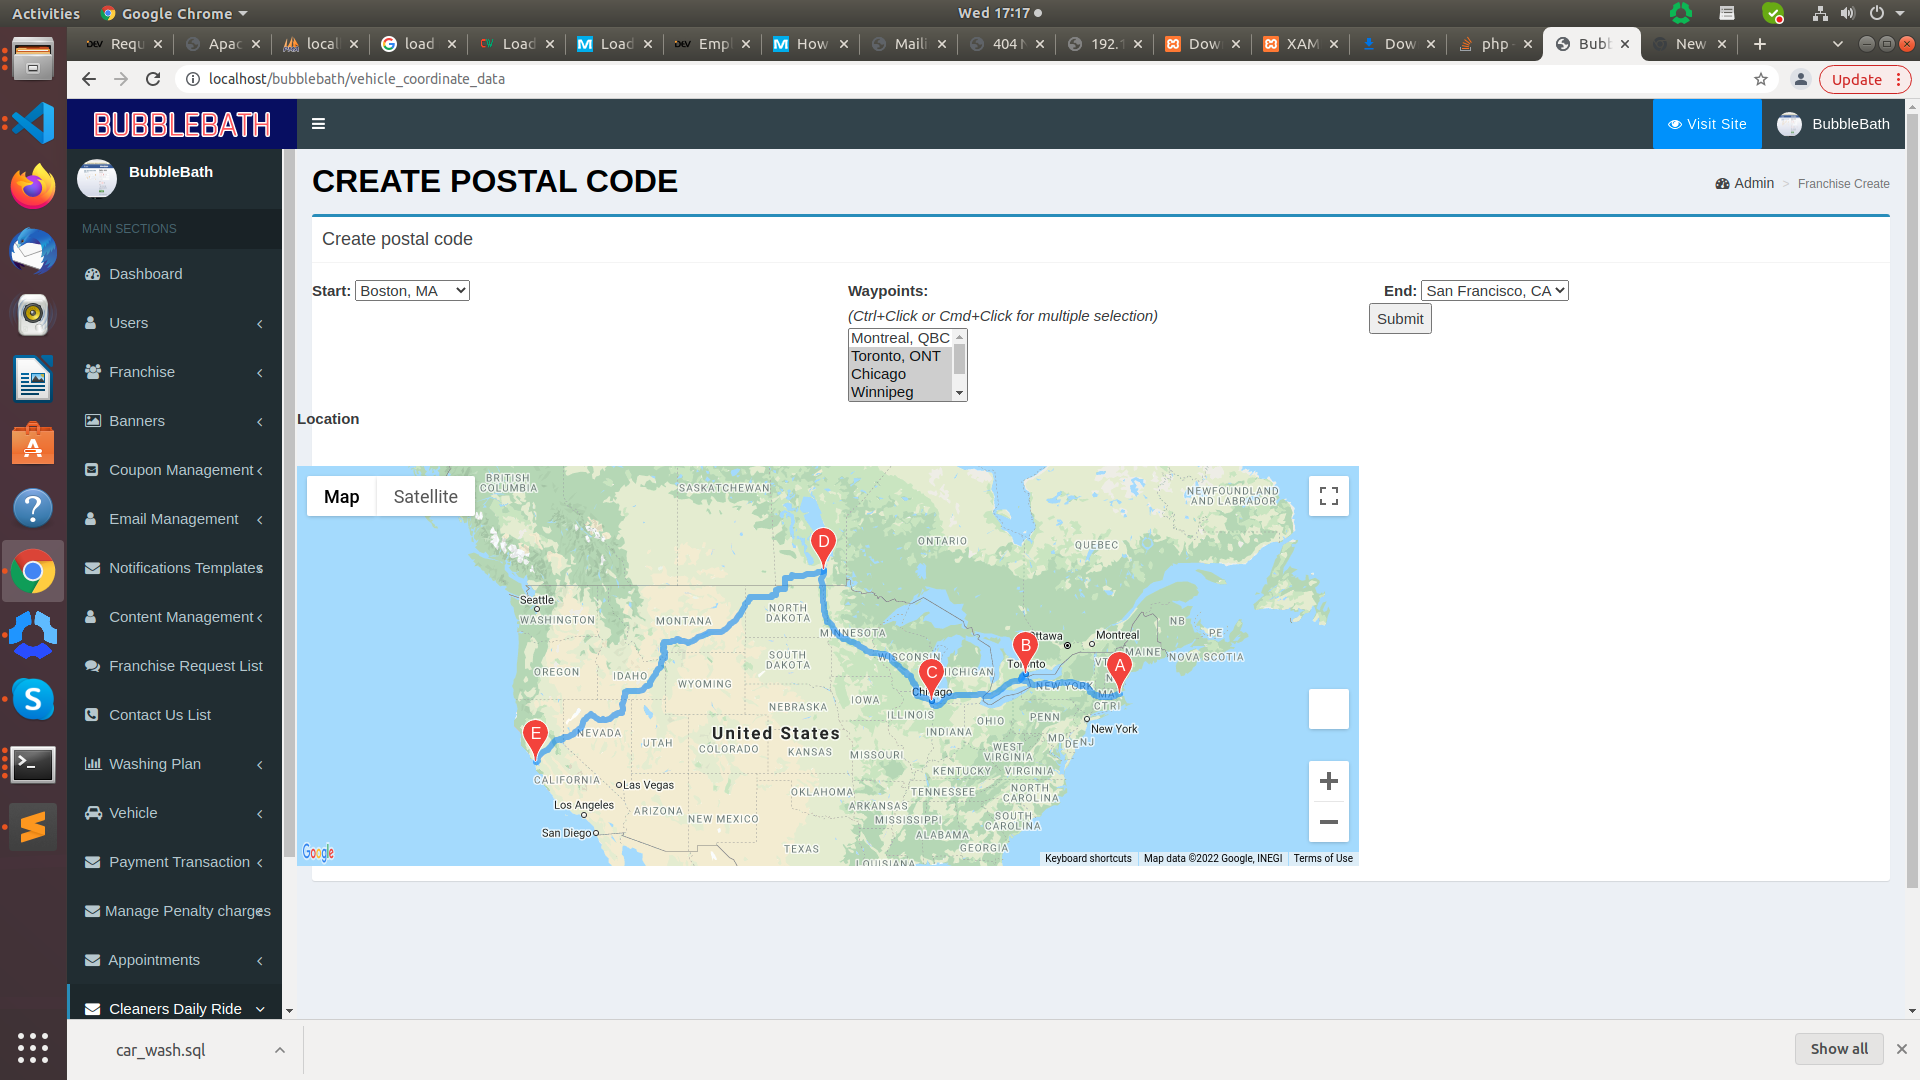 Activities Google Chrome Wed 17:17
Requ Apac local load Load Load Empl How Maili 404 N 192.1 Dow XAM Dow php Bubb New
localhost/bubblebath/vehicle_coordinate_data Update
BUBBLEBATH Visit Site BubbleBath
BubbleBath
MAIN SECTIONS
Dashboard
Users
Franchise
Banners
Coupon Management
Email Management
Notifications Templates
Content Management
Franchise Request List
Contact Us List
Washing Plan
Vehicle
Payment Transaction
Manage Penalty charges
Appointments
Cleaners Daily Ride
CREATE POSTAL CODE
Admin > Franchise Create
Create postal code
Start: Boston, MA
Waypoints:
(Ctrl+Click or Cmd+Click for multiple selection)
Montreal, QBC
Toronto, ONT
Chicago
Winnipeg
End: San Francisco, CA
Submit
Location
Map Satellite
BRITISH COLUMBIA
SASKATCHEWAN
NEWFOUNDLAND AND LABRADOR
ONTARIO
QUEBEC
D
Seattle
WASHINGTON
MONTANA
NORTH DAKOTA
MINNESOTA
Ottawa
Montreal
NB
PE
MAINE
NOVA SCOTIA
B
A
C
Toronto
WISCONSIN
MICHIGAN
SOUTH DAKOTA
OREGON
IDAHO
WYOMING
Chicago
NEW YORK
MA
CT RI
NEBRASKA
IOWA
ILLINOIS
OHIO
PENN
New York
E
NEVADA
UTAH
United States
COLORADO
KANSAS
MISSOURI
INDIANA
WEST VIRGINIA
MD
DE
NJ
KENTUCKY
VIRGINIA
CALIFORNIA
Las Vegas
OKLAHOMA
TENNESSEE
NORTH CAROLINA
Los Angeles
ARIZONA
NEW MEXICO
ARKANSAS
MISSISSIPPI
SOUTH CAROLINA
San Diego
ALABAMA
TEXAS
LOUISIANA
GEORGIA
Google
Keyboard shortcuts Map data ©2022 Google, INEGI Terms of Use
car_wash.sql Show all